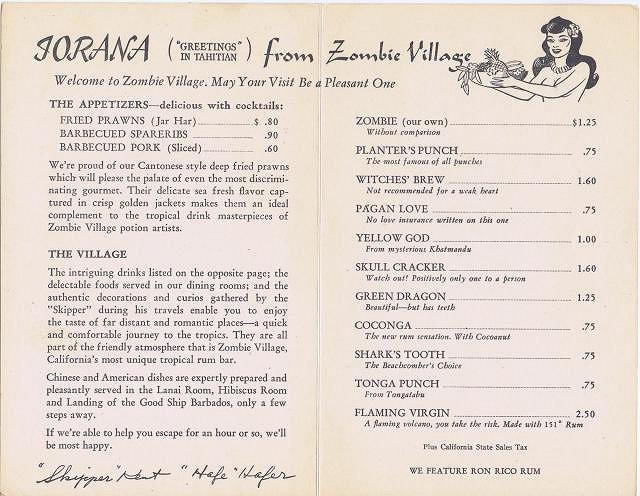 IORANA ("GREETINGS" IN TAHITIAN) from Zombie Village
Welcome to Zombie Village. May Your Visit Be a Pleasant One
THE APPETIZERS—delicious with cocktails:
FRIED PRAWNS (Jar Har) $ .80
BARBECUED SPARERIBS .90
BARBECUED PORK (Sliced) .60
We're proud of our Cantonese style deep fried prawns
which will please the palate of even the most discrimi-
nating gourmet. Their delicate sea fresh flavor cap-
tured in crisp golden jackets makes them an ideal
complement to the tropical drink masterpieces of
Zombie Village potion artists.
THE VILLAGE
The intriguing drinks listed on the opposite page; the
delectable foods served in our dining rooms; and the
authentic decorations and curios gathered by the
"Skipper" during his travels enable you to enjoy
the taste of far distant and romantic places—a quick
and comfortable journey to the tropics. They are all
part of the friendly atmosphere that is Zombie Village,
California's most unique tropical rum bar.
Chinese and American dishes are expertly prepared and
pleasantly served in the Lanai Room, Hibiscus Room
and Landing of the Good Ship Barbados, only a few
steps away.
If we're able to help you escape for an hour or so, we'll
be most happy.
"Skipper" Kent "Hafe" Hafer
ZOMBIE (our own) $1.25
Without comparison
PLANTER'S PUNCH .75
The most famous of all punches
WITCHES' BREW 1.60
Not recommended for a weak heart
PAGAN LOVE .75
No love insurance written on this one
YELLOW GOD 1.00
From mysterious Khatmandu
SKULL CRACKER 1.60
Watch out! Positively only one to a person
GREEN DRAGON 1.25
Beautiful—but has teeth
COCONGA .75
The new rum sensation. With Cocoanut
SHARK'S TOOTH .75
The Beachcomber's Choice
TONGA PUNCH .75
From Tongatabu
FLAMING VIRGIN 2.50
A flaming volcano, you take the risk. Made with 151° Rum
Plus California State Sales Tax
WE FEATURE RON RICO RUM